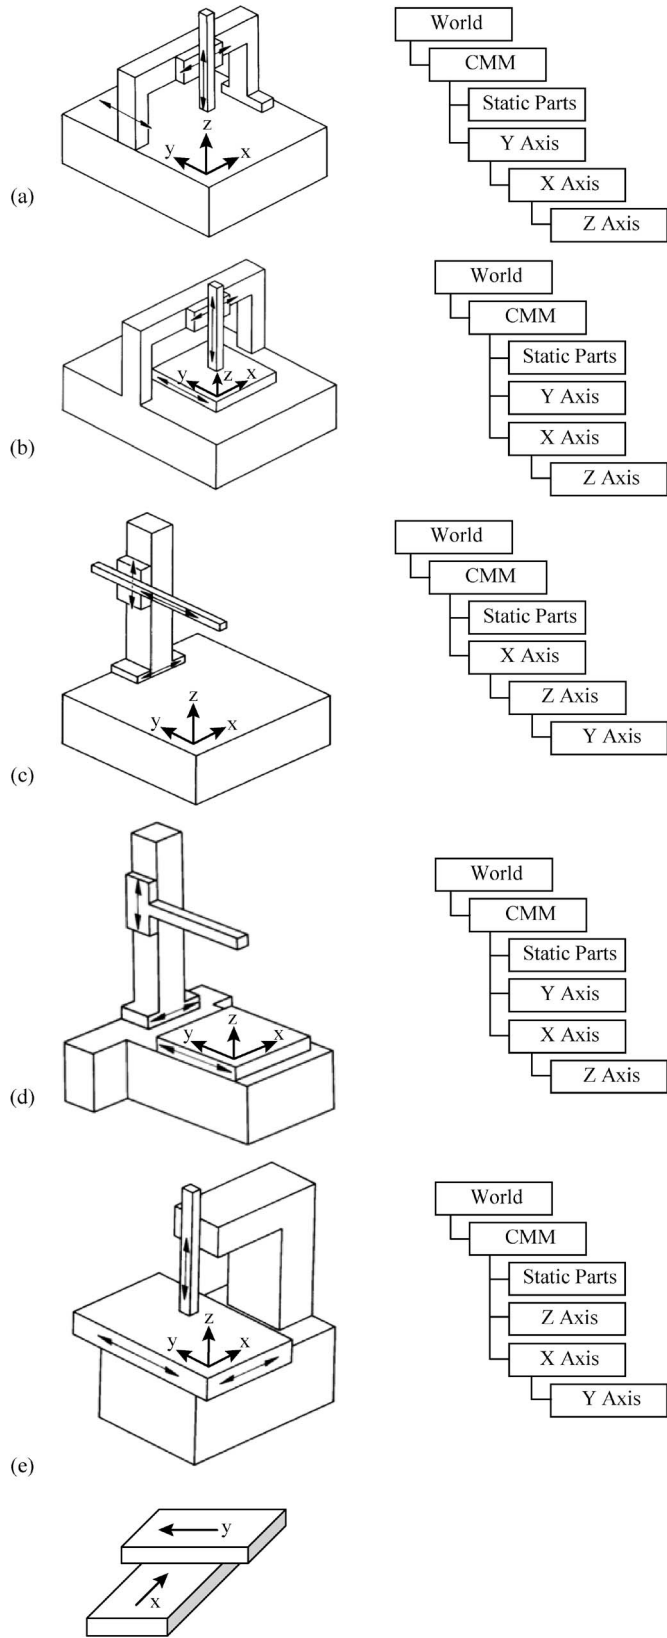 World
CMM
Static Parts
Y Axis
X Axis
Z Axis
z
y
x
(a)
World
CMM
Static Parts
Y Axis
X Axis
Z Axis
y
z
x
(b)
World
CMM
Static Parts
X Axis
Z Axis
Y Axis
z
y
x
(c)
World
CMM
Static Parts
Y Axis
X Axis
Z Axis
z
y
x
(d)
World
CMM
Static Parts
Z Axis
X Axis
Y Axis
z
y
x
(e)
y
x